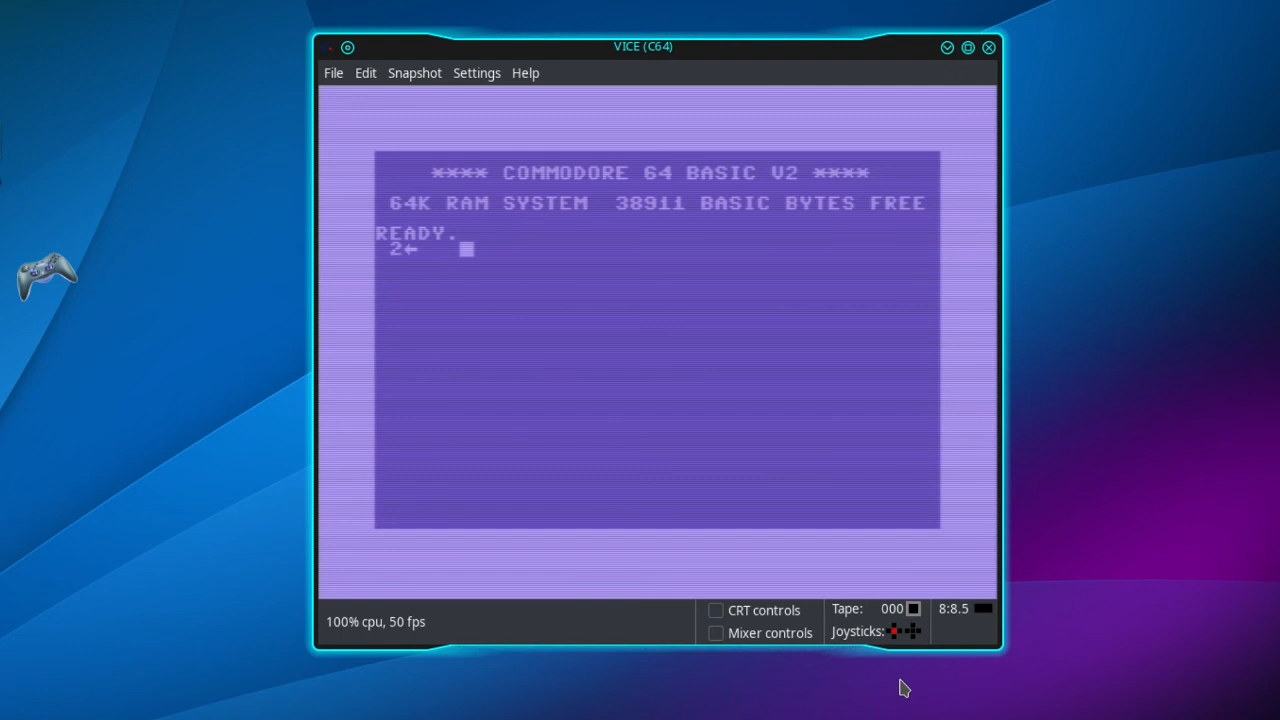 VICE (C64)
File Edit Snapshot Settings Help
**** COMMODORE 64 BASIC V2 ****
64K RAM SYSTEM 38911 BASIC BYTES FREE
READY.
2←
100% cpu, 50 fps
CRT controls
Mixer controls
Tape: 000
Joysticks:
8:8.5